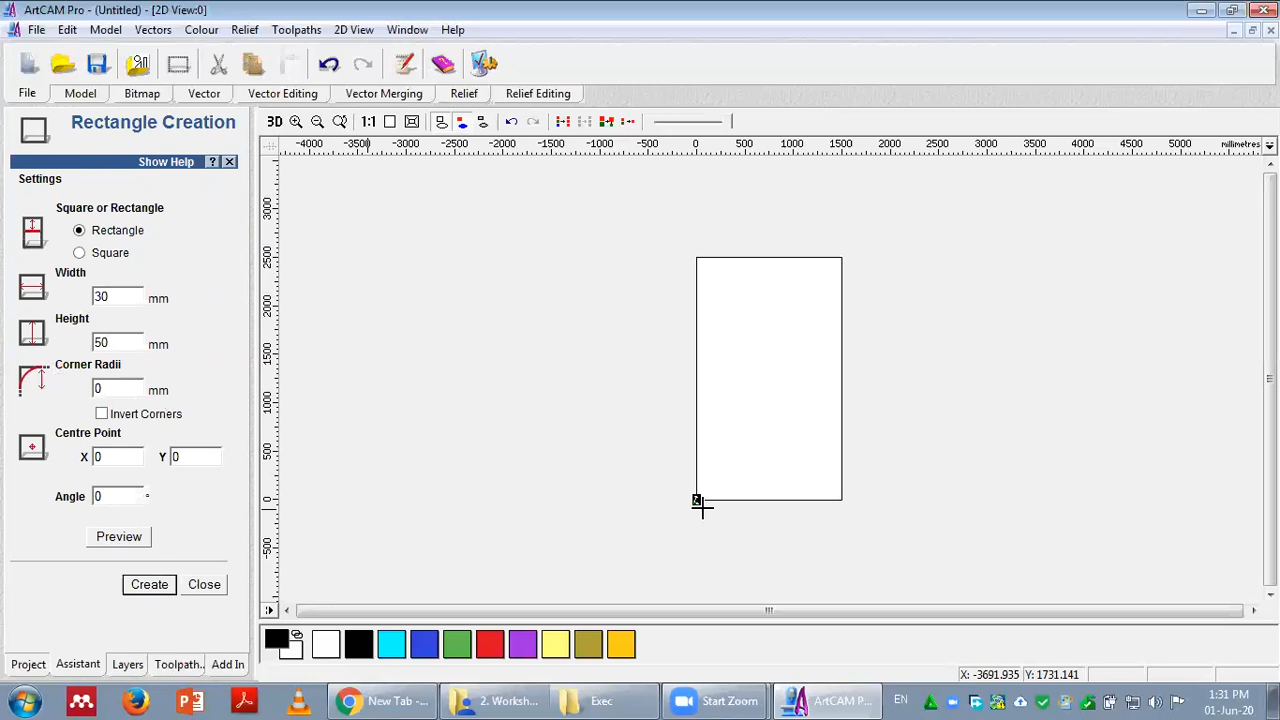 ArtCAM Pro - (Untitled) - [2D View:0]
File Edit Model Vectors Colour Relief Toolpaths 2D View Window Help
File Model Bitmap Vector Vector Editing Vector Merging Relief Relief Editing
Rectangle Creation
Show Help ? ×
Settings
Square or Rectangle
Rectangle
Square
Width
30 mm
Height
50 mm
Corner Radii
0 mm
Invert Corners
Centre Point
X 0 Y 0
Angle 0 °
Preview
Create Close
Project Assistant Layers Toolpath.. Add In
3D 1:1
-4000 -3500 -3000 -2500 -2000 -1500 -1000 -500 0 500 1000 1500 2000 2500 3000 3500 4000 4500 5000 millimetres
3000
2500
2000
1500
1000
500
0
-500
X: -3691.935 Y: 1731.141
New Tab -... 2. Worksh... Exec Start Zoom ArtCAM P... EN
1:31 PM
01-Jun-20